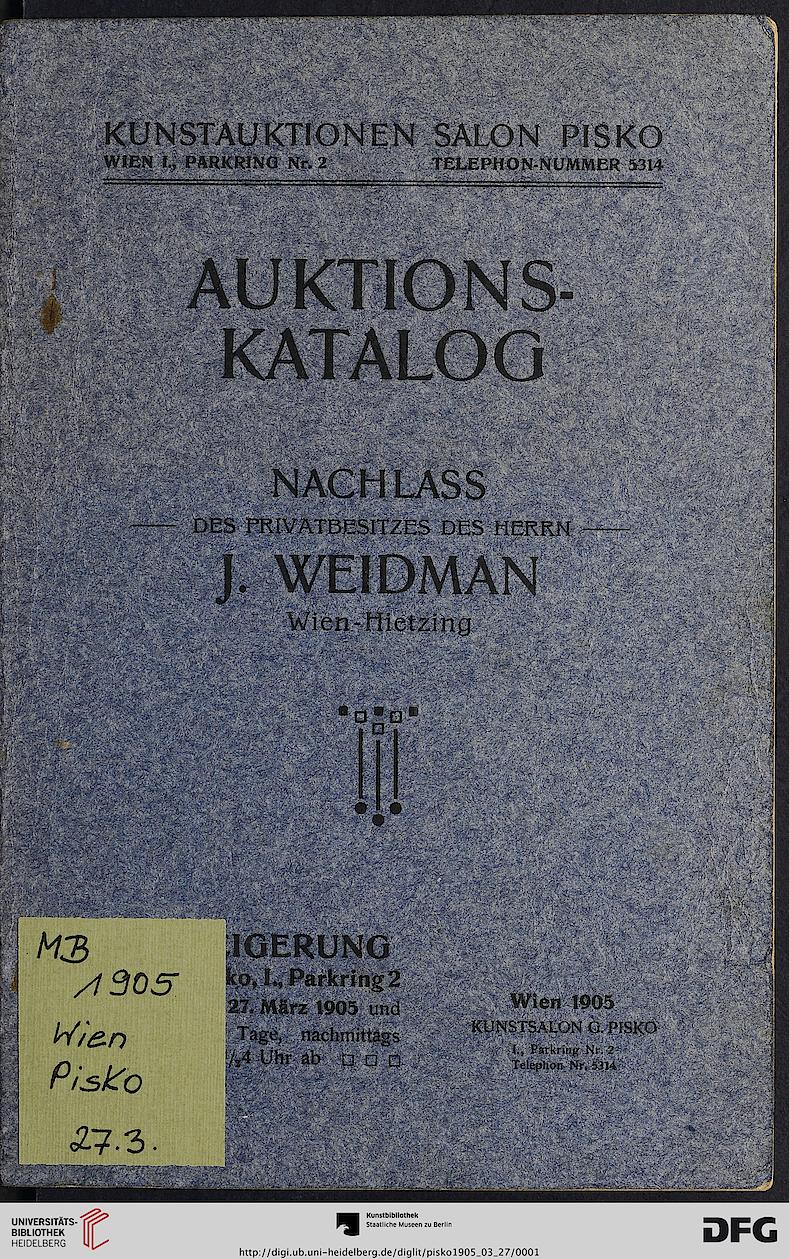 KUNSTAUKTIONEN SALON PISKO
WIEN I., PARKRING Nr. 2 TELEPHON-NUMMER 5314
AUKTIONS-
KATALOG
NACHLASS
DES PRIVATBESITZES DES HERRN
J. WEIDMAN
Wien-Hietzing
IGERUNG
ko, I., Parkring 2
27. März 1905 und
Tage, nachmittags
4 Uhr ab
Wien 1905
KUNSTSALON G. PISKO
I., Parkring Nr. 2
Telephon Nr. 5314
MB
1905
Wien
Pisko
27.3.
UNIVERSITÄTS-
BIBLIOTHEK
HEIDELBERG
Kunstbibliothek
Staatliche Museen zu Berlin
http://digi.ub.uni-heidelberg.de/diglit/pisko1905_03_27/0001
DFG